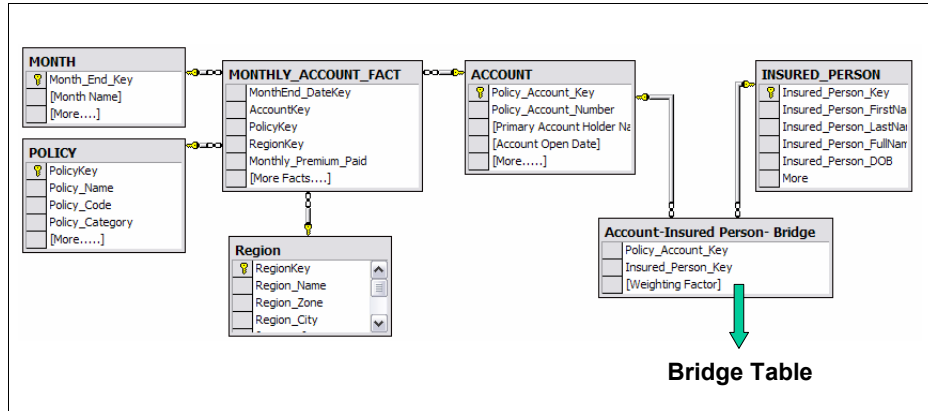 MONTH
Month_End_Key
[Month Name]
[More....]
POLICY
PolicyKey
Policy_Name
Policy_Code
Policy_Category
[More.....]
MONTHLY_ACCOUNT_FACT
MonthEnd_DateKey
AccountKey
PolicyKey
RegionKey
Monthly_Premium_Paid
[More Facts....]
Region
RegionKey
Region_Name
Region_Zone
Region_City
ACCOUNT
Policy_Account_Key
Policy_Account_Number
[Primary Account Holder Na
[Account Open Date]
[More.....]
INSURED_PERSON
Insured_Person_Key
Insured_Person_FirstNa
Insured_Person_LastNa
Insured_Person_FullNam
Insured_Person_DOB
More
Account-Insured Person- Bridge
Policy_Account_Key
Insured_Person_Key
[Weighting Factor]
Bridge Table